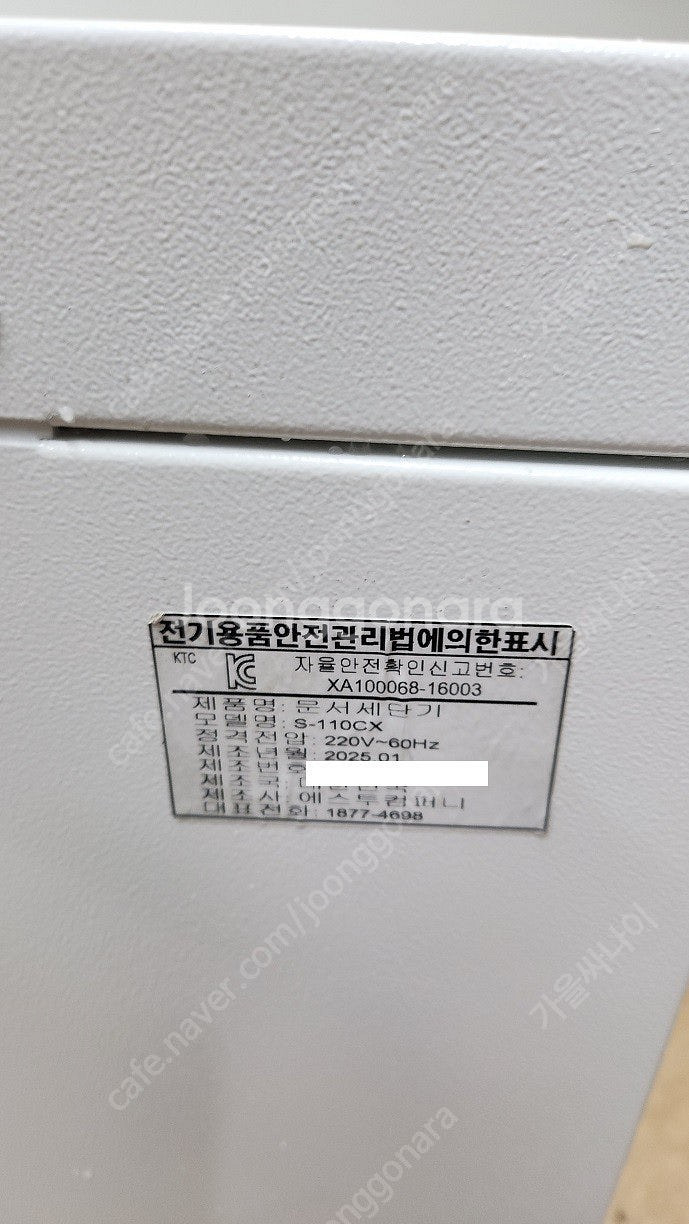 joonggonara
전기용품안전관리법에의한표시
KTC
자율안전확인신고번호:
XA100068-16003
제품명: 문서세단기
모델명: S-110CX
정격전압: 220V~60Hz
제조년월: 2025.01
제조번호
제조국:
제조사: 에스투컴퍼니
대표전화: 1877-4698
cafe.naver.com/joonggonara
가을싸나이
joonggonara